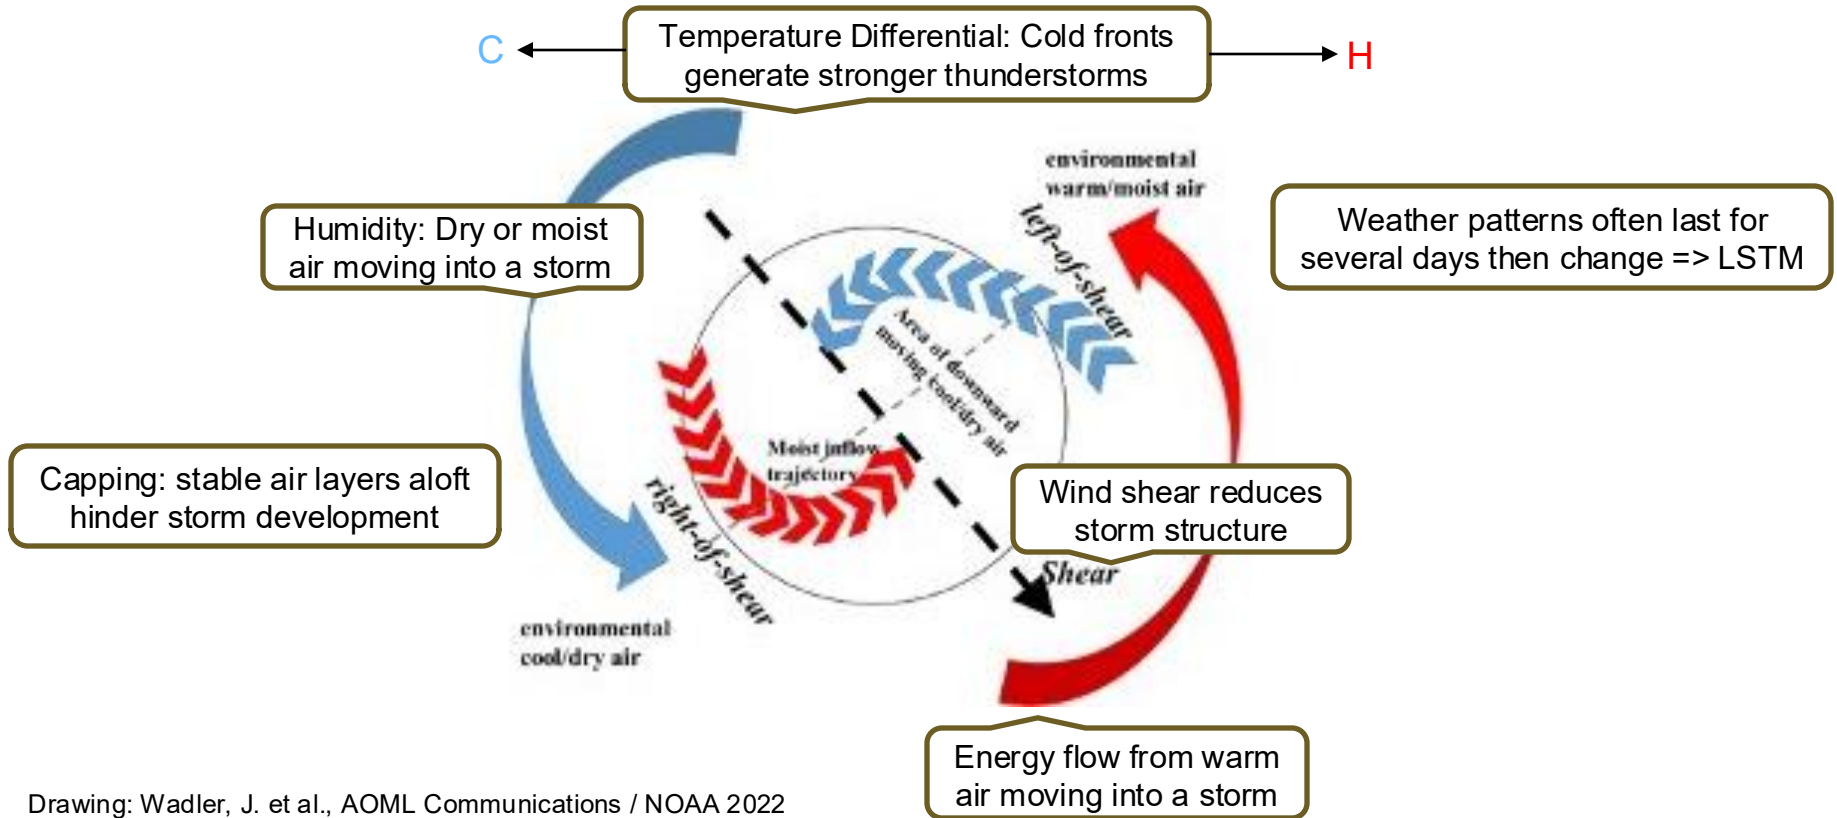 C
Temperature Differential: Cold fronts
generate stronger thunderstorms
H
environmental
warm/moist air
Humidity: Dry or moist
air moving into a storm
left-of-shear
Weather patterns often last for
several days then change => LSTM
Area of downward
moving cool/dry air
Moist inflow
trajectory
Capping: stable air layers aloft
hinder storm development
right-of-shear
Wind shear reduces
storm structure
Shear
environmental
cool/dry air
Energy flow from warm
air moving into a storm
Drawing: Wadler, J. et al., AOML Communications / NOAA 2022